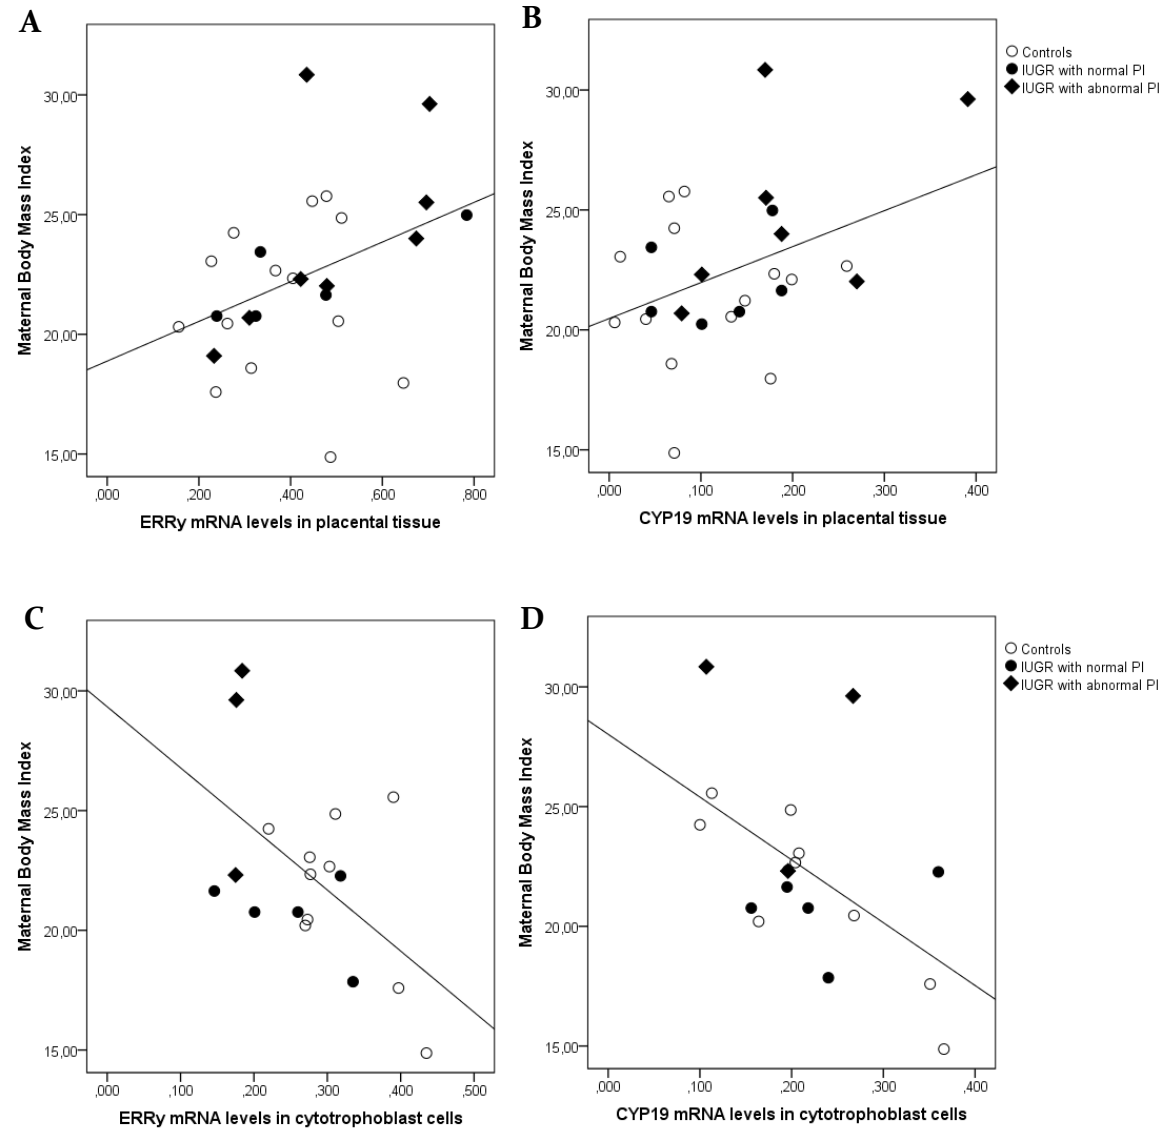 A
B
Maternal Body Mass Index
30,00
25,00
20,00
15,00
,000 ,200 ,400 ,600 ,800
ERRγ mRNA levels in placental tissue
Maternal Body Mass Index
30,00
25,00
20,00
15,00
,000 ,100 ,200 ,300 ,400
CYP19 mRNA levels in placental tissue
Controls
IUGR with normal PI
IUGR with abnormal PI
C
D
Maternal Body Mass Index
30,00
25,00
20,00
15,00
,000 ,100 ,200 ,300 ,400 ,500
ERRγ mRNA levels in cytotrophoblast cells
Maternal Body Mass Index
30,00
25,00
20,00
15,00
,000 ,100 ,200 ,300 ,400
CYP19 mRNA levels in cytotrophoblast cells
Controls
IUGR with normal PI
IUGR with abnormal PI